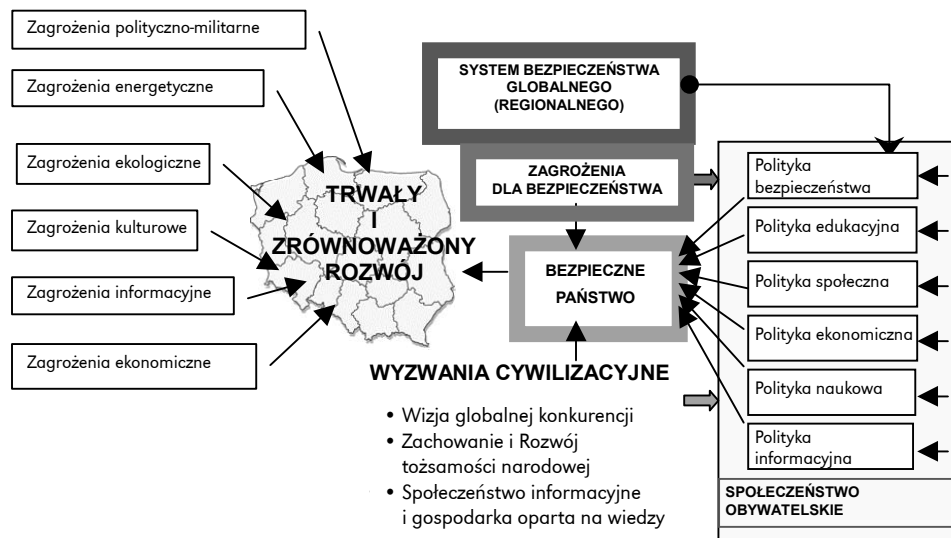 Zagrożenia polityczno-militarne
Zagrożenia energetyczne
Zagrożenia ekologiczne
Zagrożenia kulturowe
Zagrożenia informacyjne
Zagrożenia ekonomiczne
TRWAŁY
I
ZRÓWNOWAŻONY
ROZWÓJ
SYSTEM BEZPIECZEŃSTWA
GLOBALNEGO
(REGIONALNEGO)
ZAGROŻENIA
DLA BEZPIECZEŃSTWA
BEZPIECZNE
PAŃSTWO
WYZWANIA CYWILIZACYJNE
• Wizja globalnej konkurencji
• Zachowanie i Rozwój
tożsamości narodowej
• Społeczeństwo informacyjne
i gospodarka oparta na wiedzy
Polityka
bezpieczeństwa
Polityka edukacyjna
Polityka społeczna
Polityka ekonomiczna
Polityka naukowa
Polityka
informacyjna
SPOŁECZEŃSTWO
OBYWATELSKIE